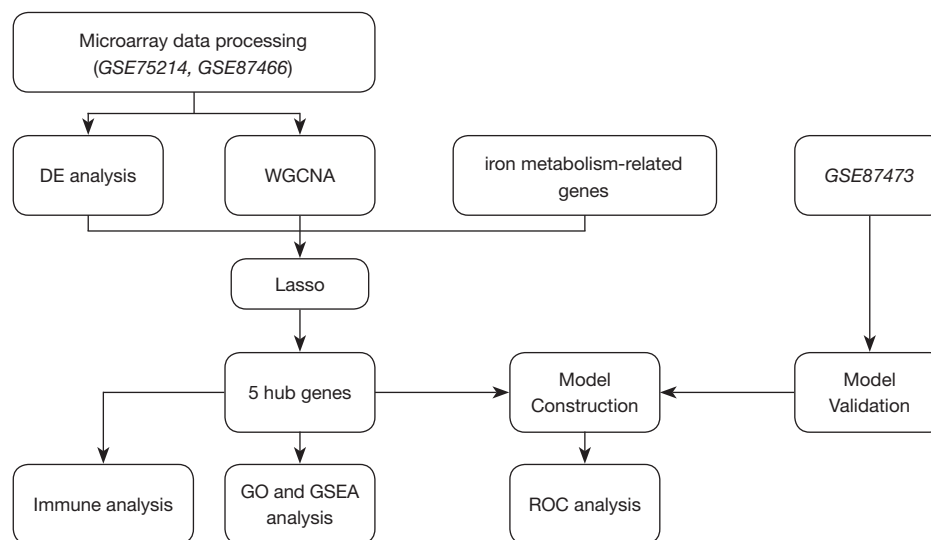 Microarray data processing
(GSE75214, GSE87466)
DE analysis
WGCNA
iron metabolism-related
genes
GSE87473
Lasso
5 hub genes
Model
Construction
Model
Validation
Immune analysis
GO and GSEA
analysis
ROC analysis